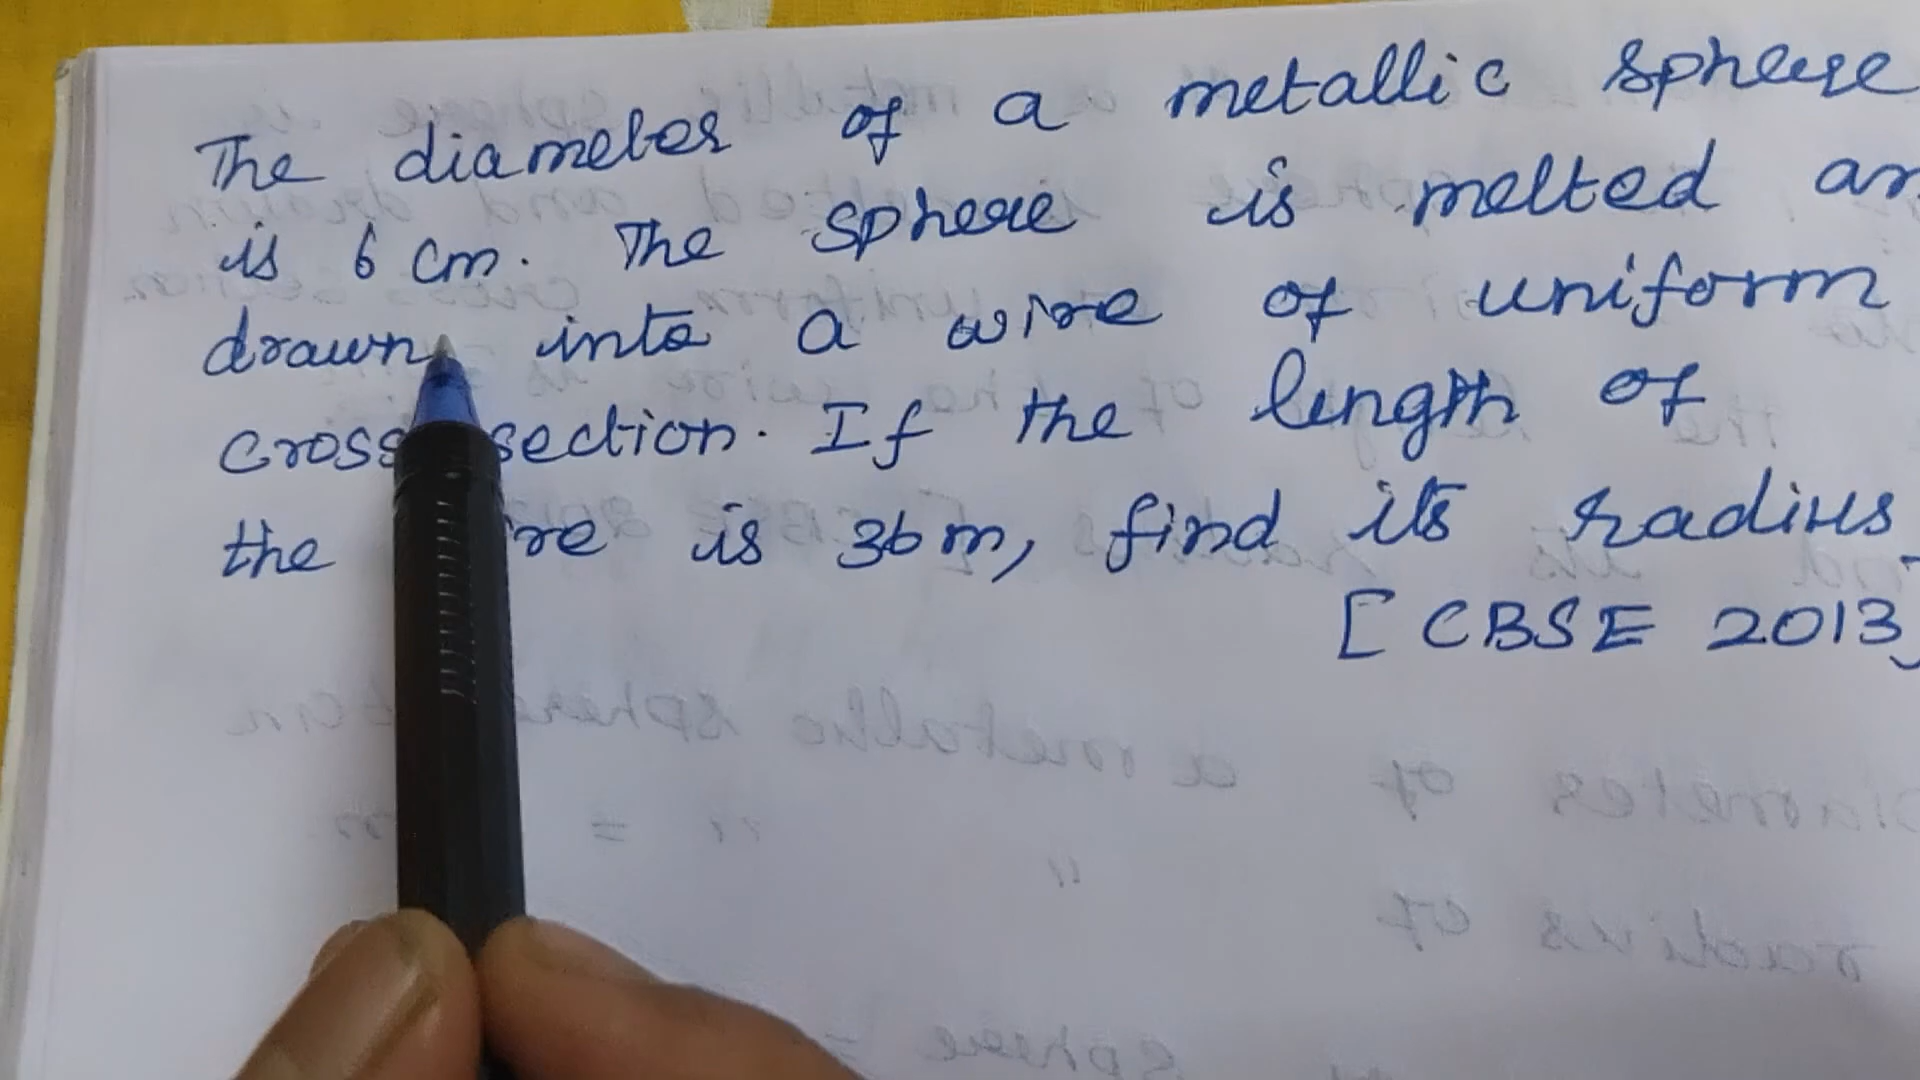 The diameter of a metallic sphere
is 6 cm. The sphere is melted an
drawn into a wire of uniform
cross section. If the length of
the re is 36 m, find its radius.
[CBSE 2013]